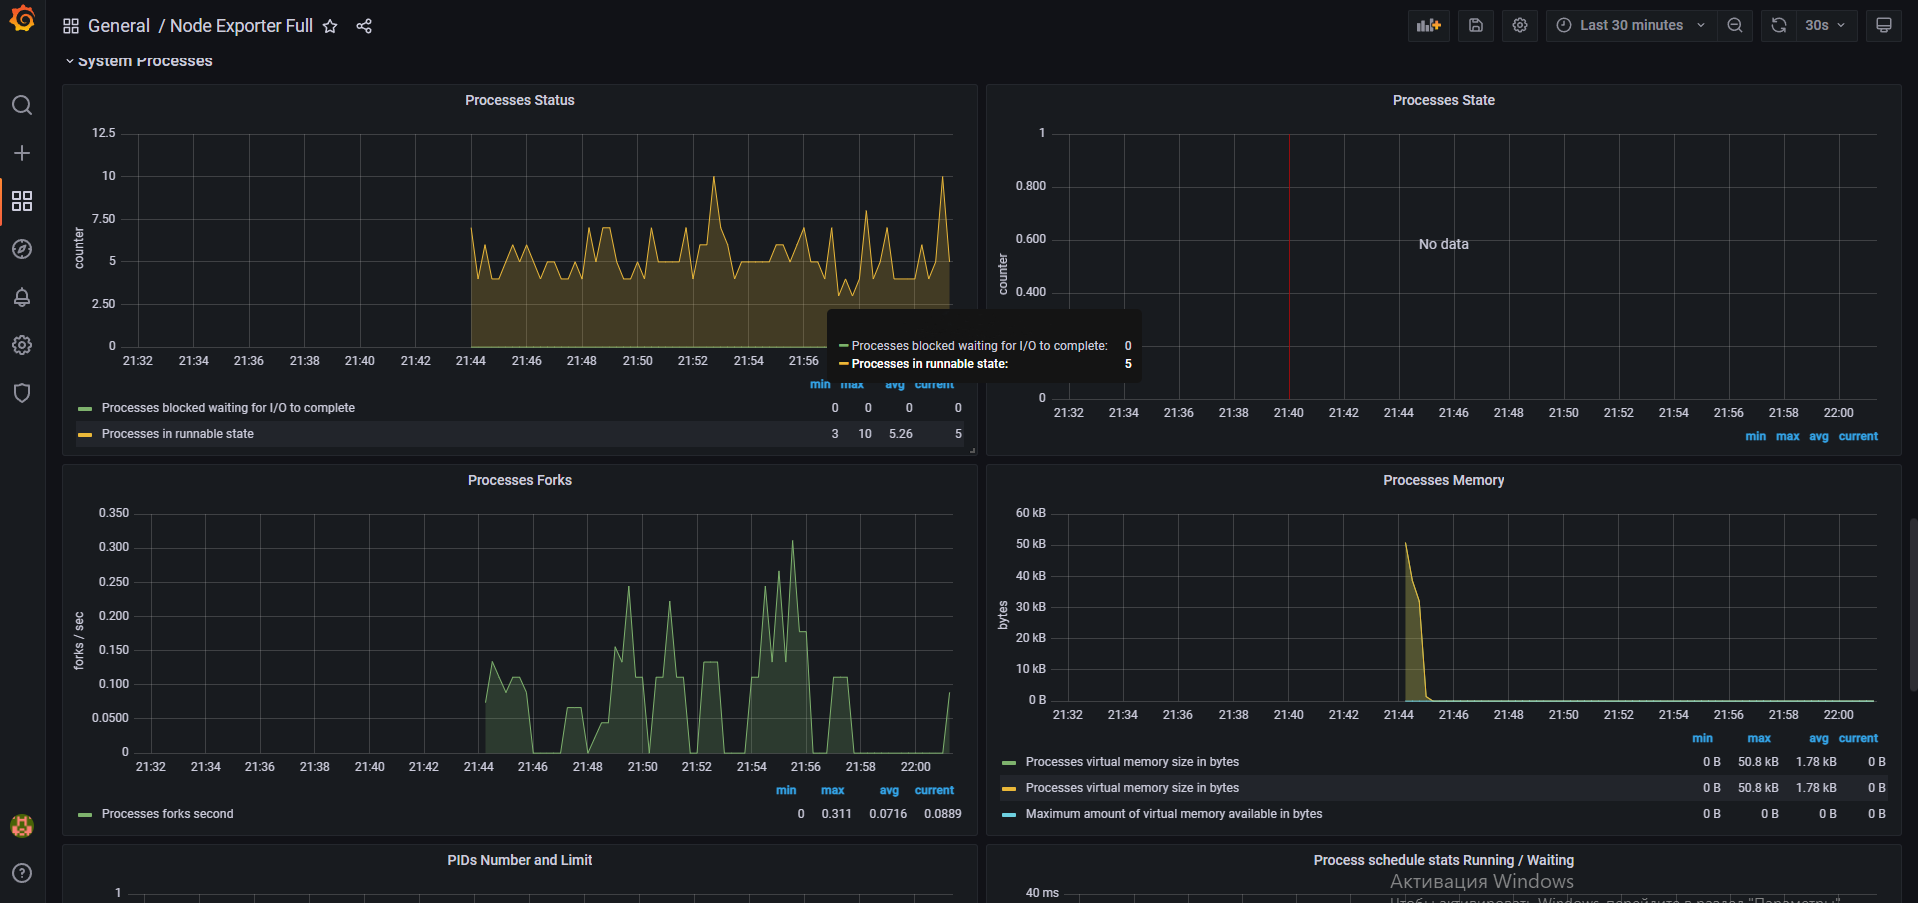 General / Node Exporter Full
Last 30 minutes
30s
System Processes
Processes Status
12.5
10
7.50
5
2.50
0
counter
21:32 21:34 21:36 21:38 21:40 21:42 21:44 21:46 21:48 21:50 21:52 21:54 21:56
Processes blocked waiting for I/O to complete: 0
Processes in runnable state: 5
min max avg current
Processes blocked waiting for I/O to complete 0 0 0 0
Processes in runnable state 3 10 5.26 5
Processes State
1
0.800
0.600
0.400
0
counter
No data
21:32 21:34 21:36 21:38 21:40 21:42 21:44 21:46 21:48 21:50 21:52 21:54 21:56 21:58 22:00
min max avg current
Processes Forks
0.350
0.300
0.250
0.200
0.150
0.100
0.0500
0
forks / sec
21:32 21:34 21:36 21:38 21:40 21:42 21:44 21:46 21:48 21:50 21:52 21:54 21:56 21:58 22:00
min max avg current
Processes forks second 0 0.311 0.0716 0.0889
Processes Memory
60 kB
50 kB
40 kB
30 kB
20 kB
10 kB
0 B
bytes
21:32 21:34 21:36 21:38 21:40 21:42 21:44 21:46 21:48 21:50 21:52 21:54 21:56 21:58 22:00
min max avg current
Processes virtual memory size in bytes 0 B 50.8 kB 1.78 kB 0 B
Processes virtual memory size in bytes 0 B 50.8 kB 1.78 kB 0 B
Maximum amount of virtual memory available in bytes 0 B 0 B 0 B 0 B
PIDs Number and Limit
1
Process schedule stats Running / Waiting
40 ms
Активация Windows
Чтобы активировать Windows, перейдите в раздел "Параметры".